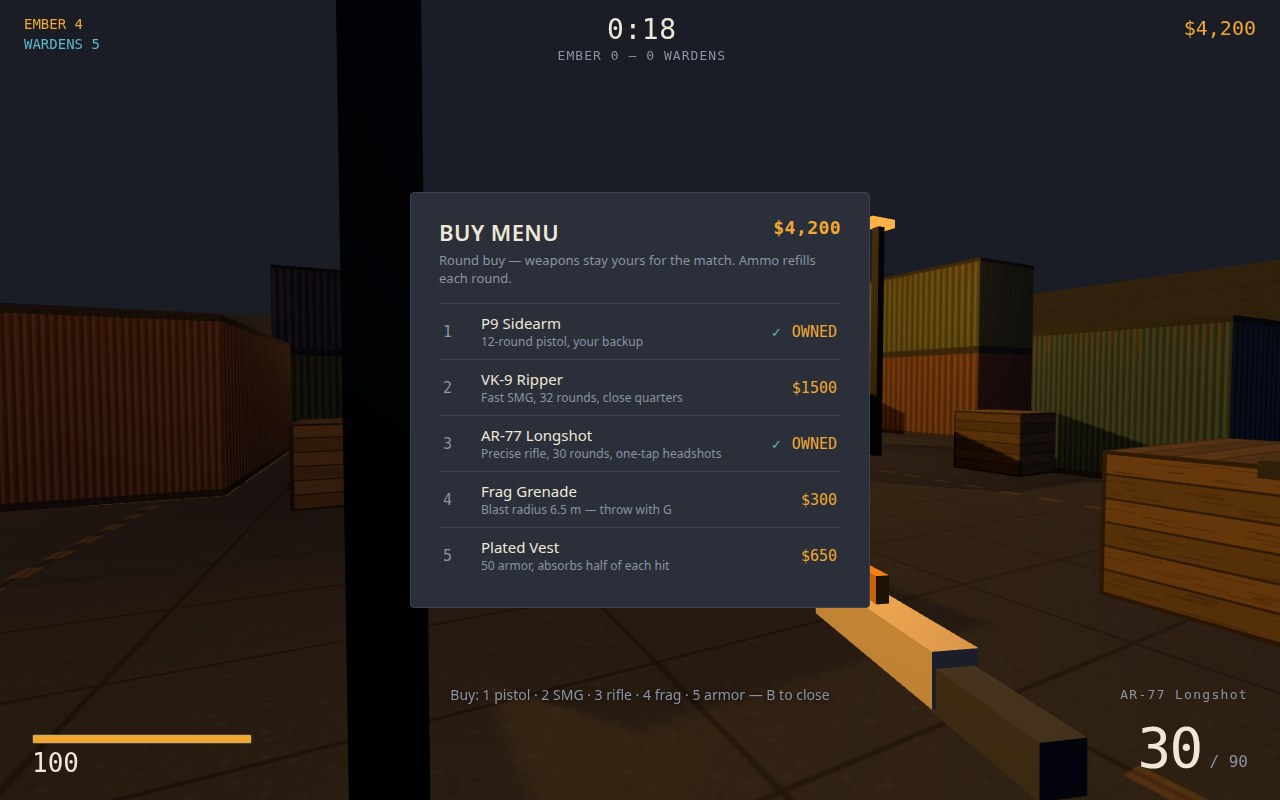 EMBER 4
WARDENS 5
0:18
EMBER 0 — 0 WARDENS
$4,200
BUY MENU
$4,200
Round buy — weapons stay yours for the match. Ammo refills
each round.
1
P9 Sidearm
12-round pistol, your backup
✓ OWNED
2
VK-9 Ripper
Fast SMG, 32 rounds, close quarters
$1500
3
AR-77 Longshot
Precise rifle, 30 rounds, one-tap headshots
✓ OWNED
4
Frag Grenade
Blast radius 6.5 m — throw with G
$300
5
Plated Vest
50 armor, absorbs half of each hit
$650
Buy: 1 pistol · 2 SMG · 3 rifle · 4 frag · 5 armor — B to close
100
AR-77 Longshot
30 / 90